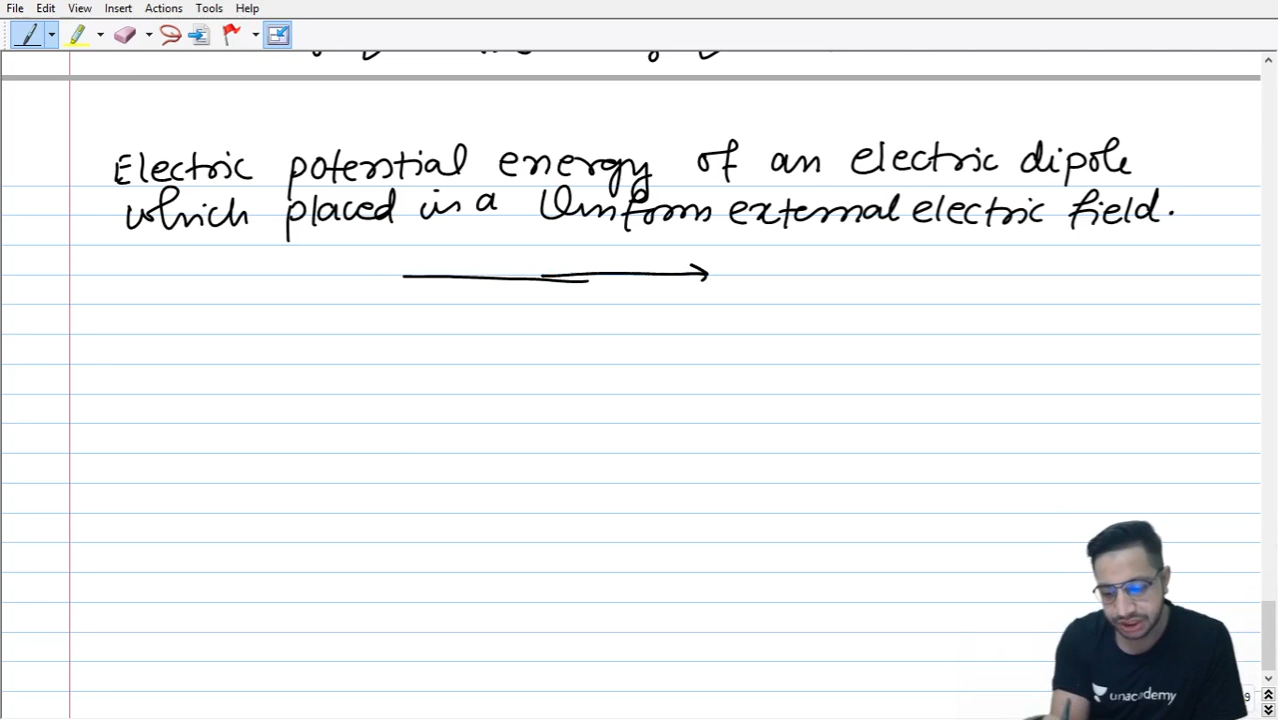 File Edit View Insert Actions Tools Help
Electric potential energy of an electric dipole
which placed in a Uniform external electric field.
unacademy
9